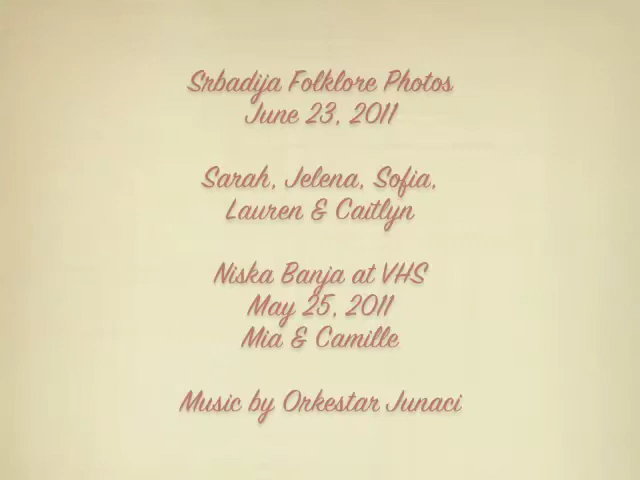 Srbadija Folklore Photos
June 23, 2011
Sarah, Jelena, Sofia,
Lauren & Caitlyn
Niska Banja at VHS
May 25, 2011
Mia & Camille
Music by Orkestar Junaci